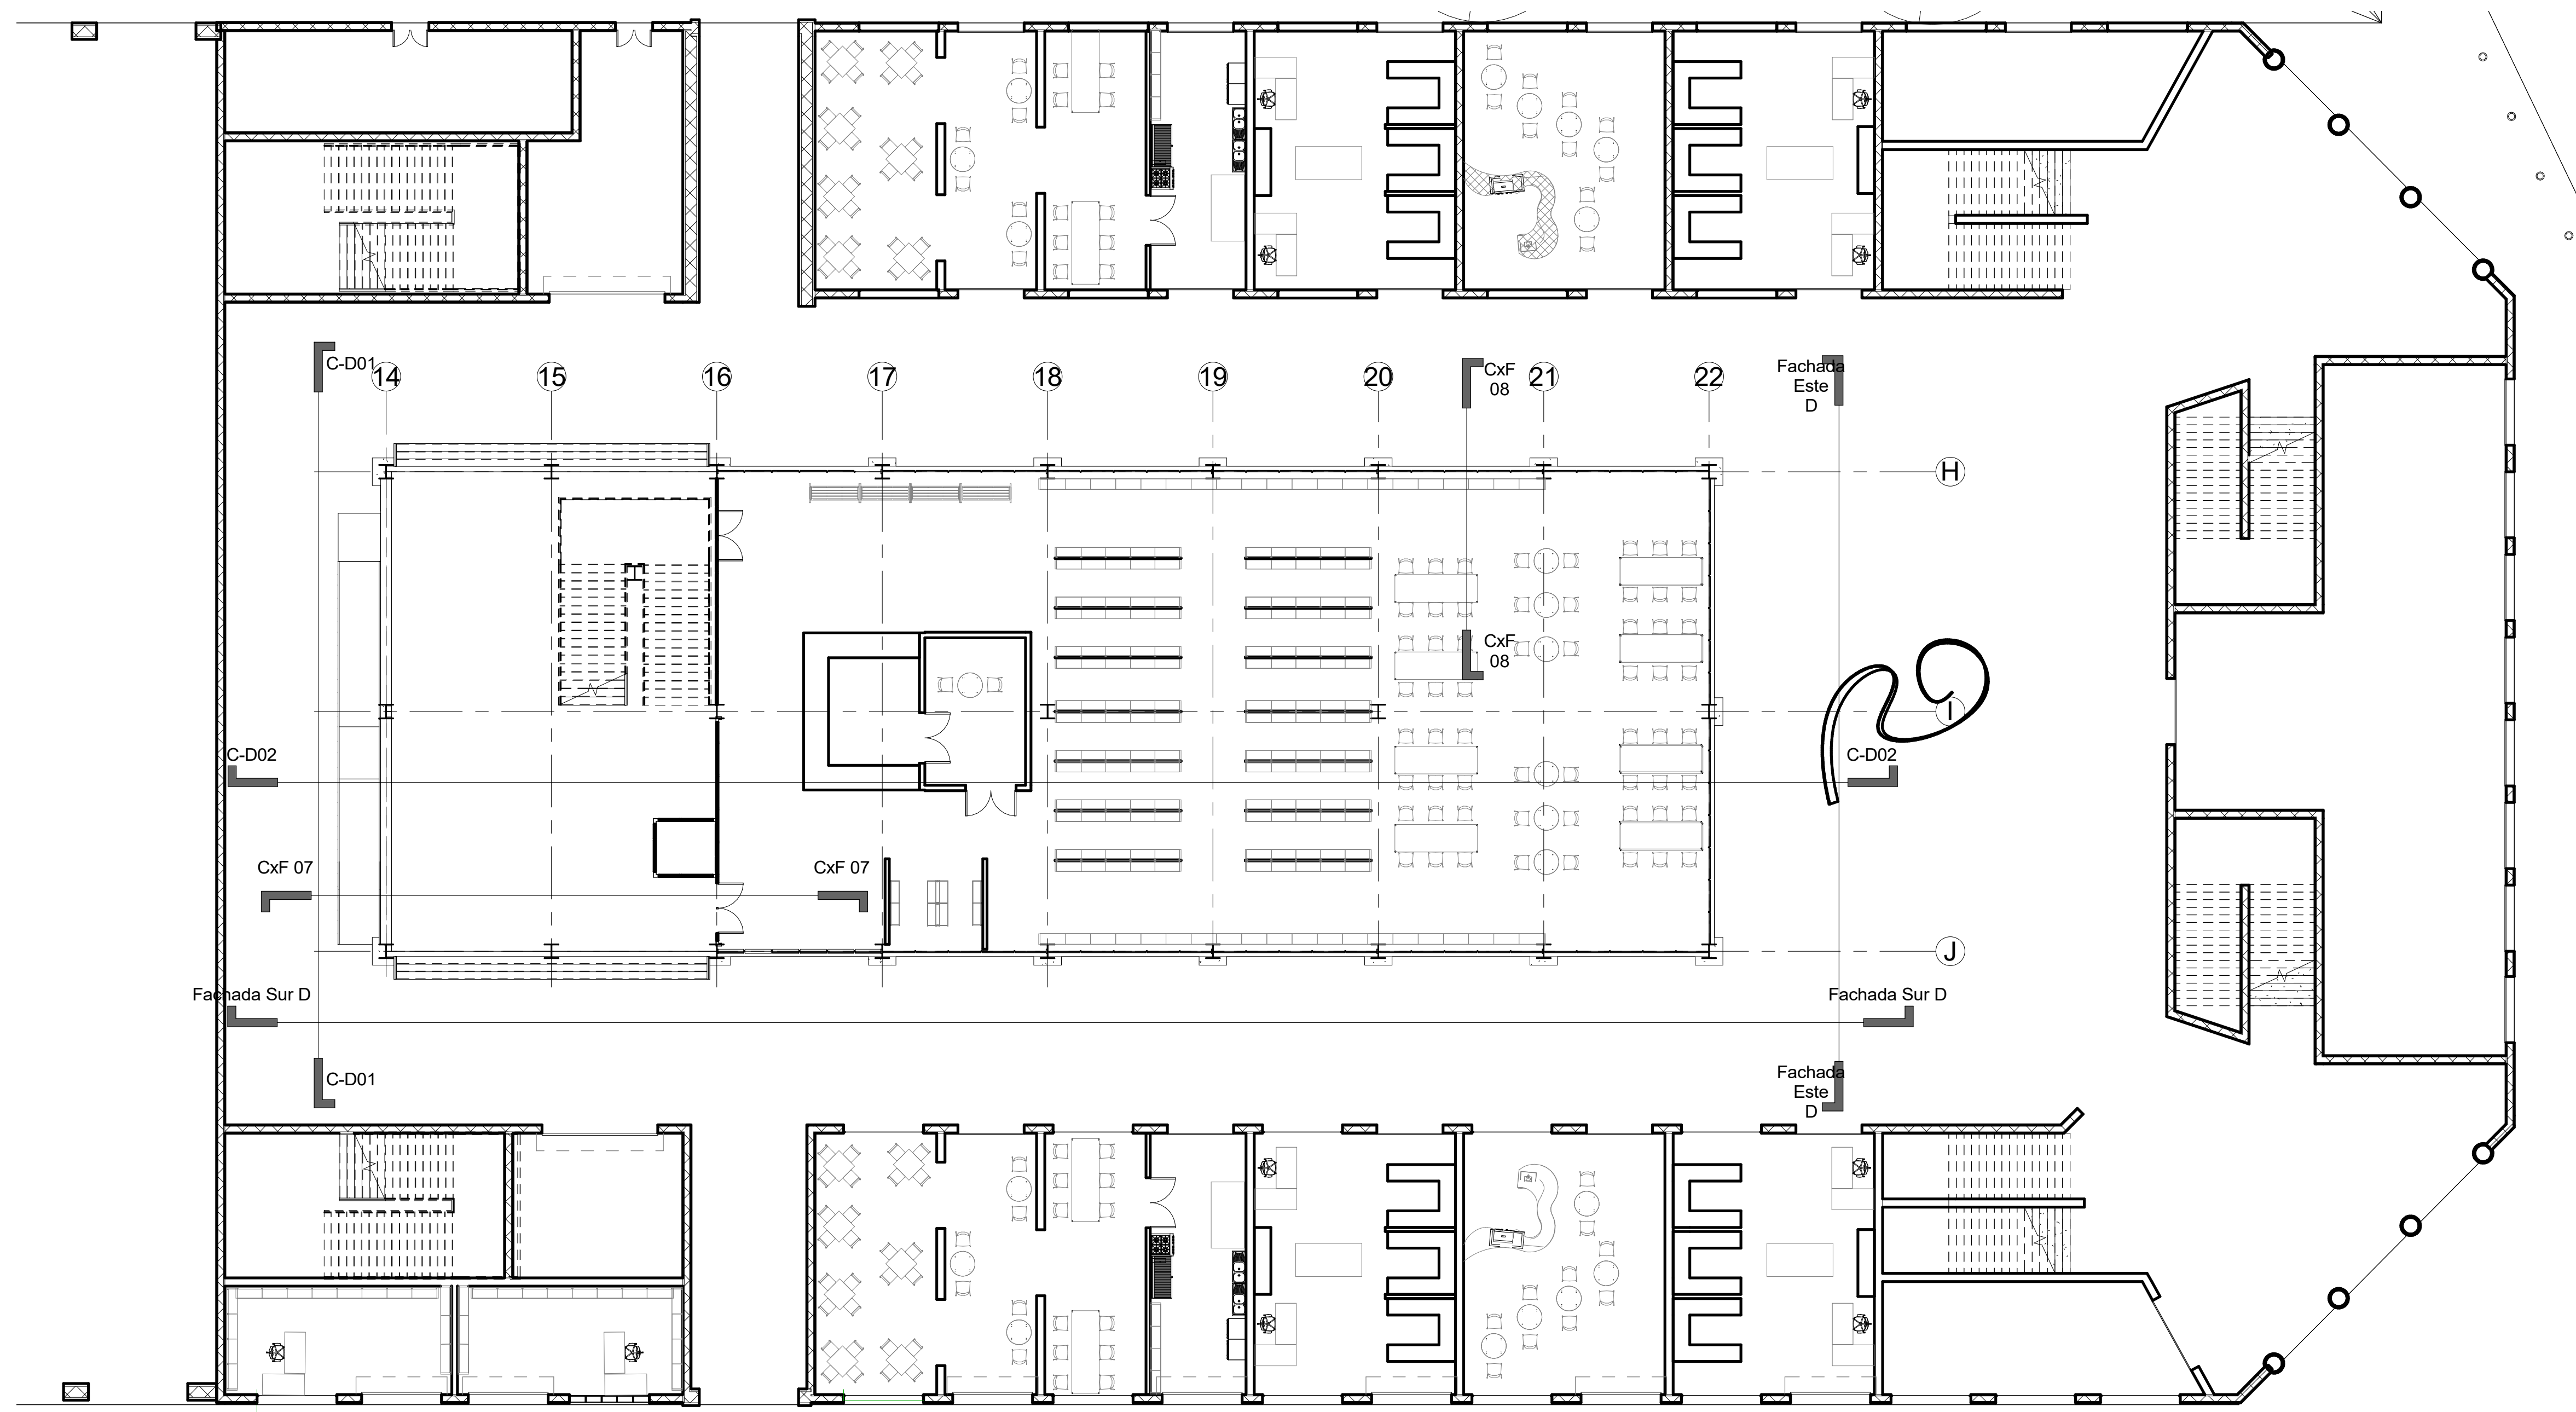 C-D01
14
15
16
17
18
19
20
CxF
08
21
22
Fachada
Este
D
H
CxF
08
I
C-D02
C-D02
CxF 07
CxF 07
J
Fachada Sur D
Fachada Sur D
C-D01
Fachada
Este
D